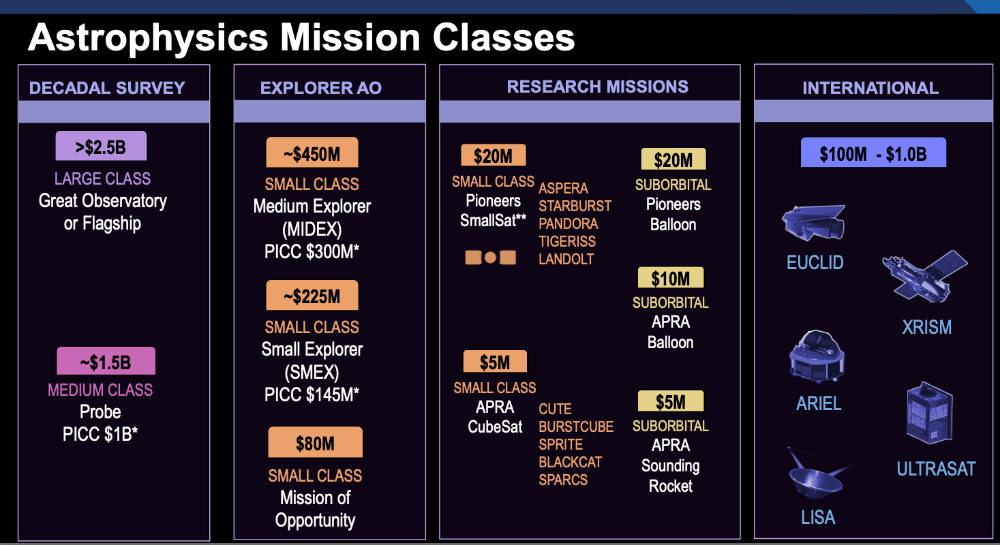 Astrophysics Mission Classes
DECADAL SURVEY
>$2.5B
LARGE CLASS
Great Observatory
or Flagship
~$1.5B
MEDIUM CLASS
Probe
PICC $1B*
EXPLORER AO
~$450M
SMALL CLASS
Medium Explorer
(MIDEX)
PICC $300M*
~$225M
SMALL CLASS
Small Explorer
(SMEX)
PICC $145M*
$80M
SMALL CLASS
Mission of
Opportunity
RESEARCH MISSIONS
$20M
SMALL CLASS
Pioneers
SmallSat**
ASPERA
STARBURST
PANDORA
TIGERISS
LANDOLT
$5M
SMALL CLASS
APRA
CubeSat
CUTE
BURSTCUBE
SPRITE
BLACKCAT
SPARCS
$20M
SUBORBITAL
Pioneers
Balloon
$10M
SUBORBITAL
APRA
Balloon
$5M
SUBORBITAL
APRA
Sounding
Rocket
INTERNATIONAL
$100M - $1.0B
EUCLID
XRISM
ARIEL
ULTRASAT
LISA